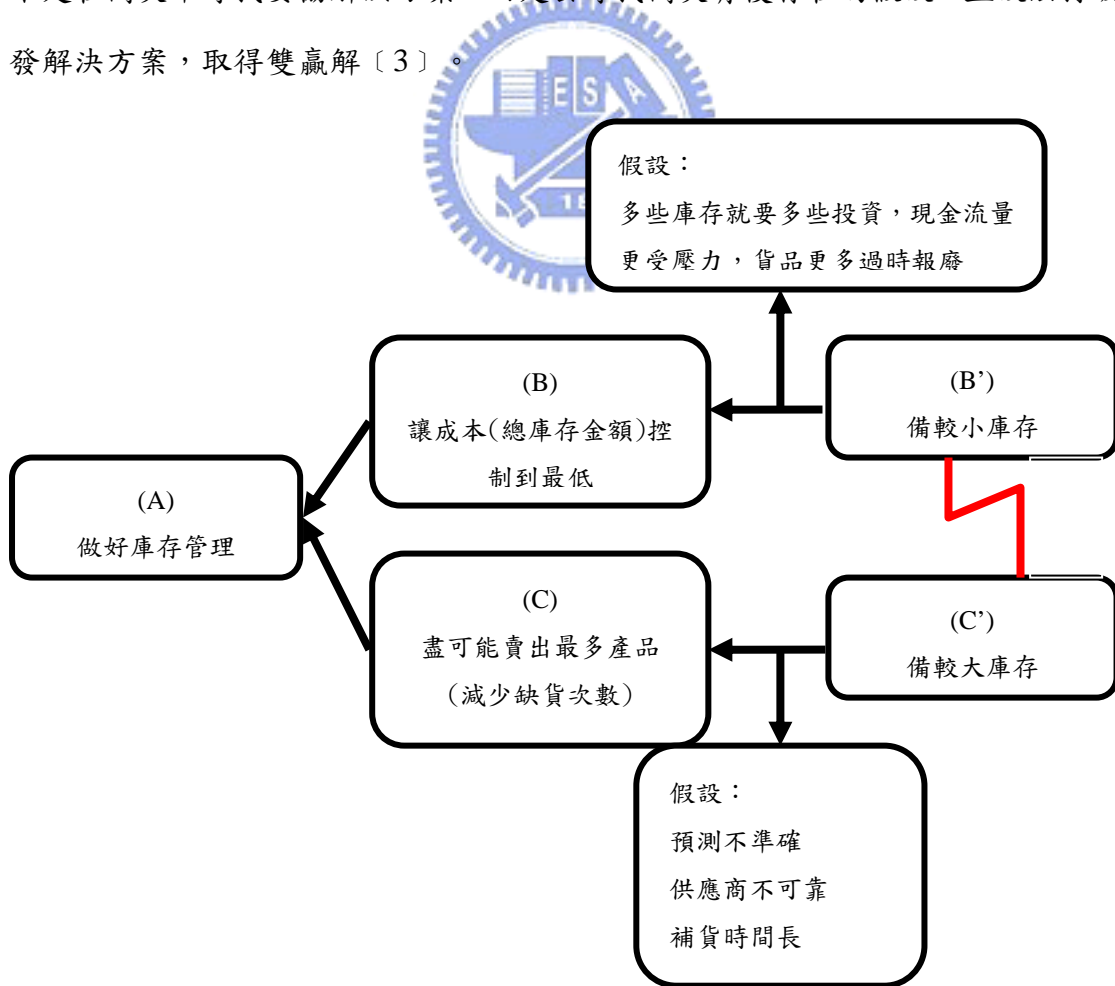 發解決方案，取得雙贏解〔3〕。
ESA
假設：
多些庫存就要多些投資，現金流量
更受壓力，貨品更多過時報廢
(B)
讓成本(總庫存金額)控
制到最低
(B’)
備較小庫存
(A)
做好庫存管理
(C)
盡可能賣出最多產品
(減少缺貨次數)
(C’)
備較大庫存
假設：
預測不準確
供應商不可靠
補貨時間長